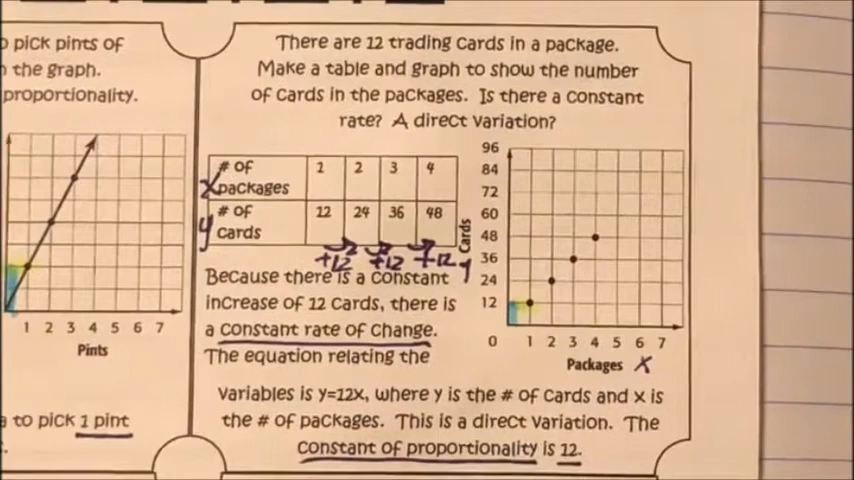 o pick pints of
n the graph.
proportionality.
1 2 3 4 5 6 7
Pints
a to pick 1 pint
There are 12 trading cards in a package.
Make a table and graph to show the number
of cards in the packages. Is there a constant
rate? A direct variation?
x # of packages 1 2 3 4
y # of cards 12 24 36 48
+12 +12 +12
Because there is a constant
increase of 12 cards, there is
a constant rate of change.
The equation relating the
variables is y=12x, where y is the # of cards and x is
the # of packages. This is a direct variation. The
constant of proportionality is 12.
96
84
72
60
48
36
24
12
0 1 2 3 4 5 6 7
Cards y
Packages x